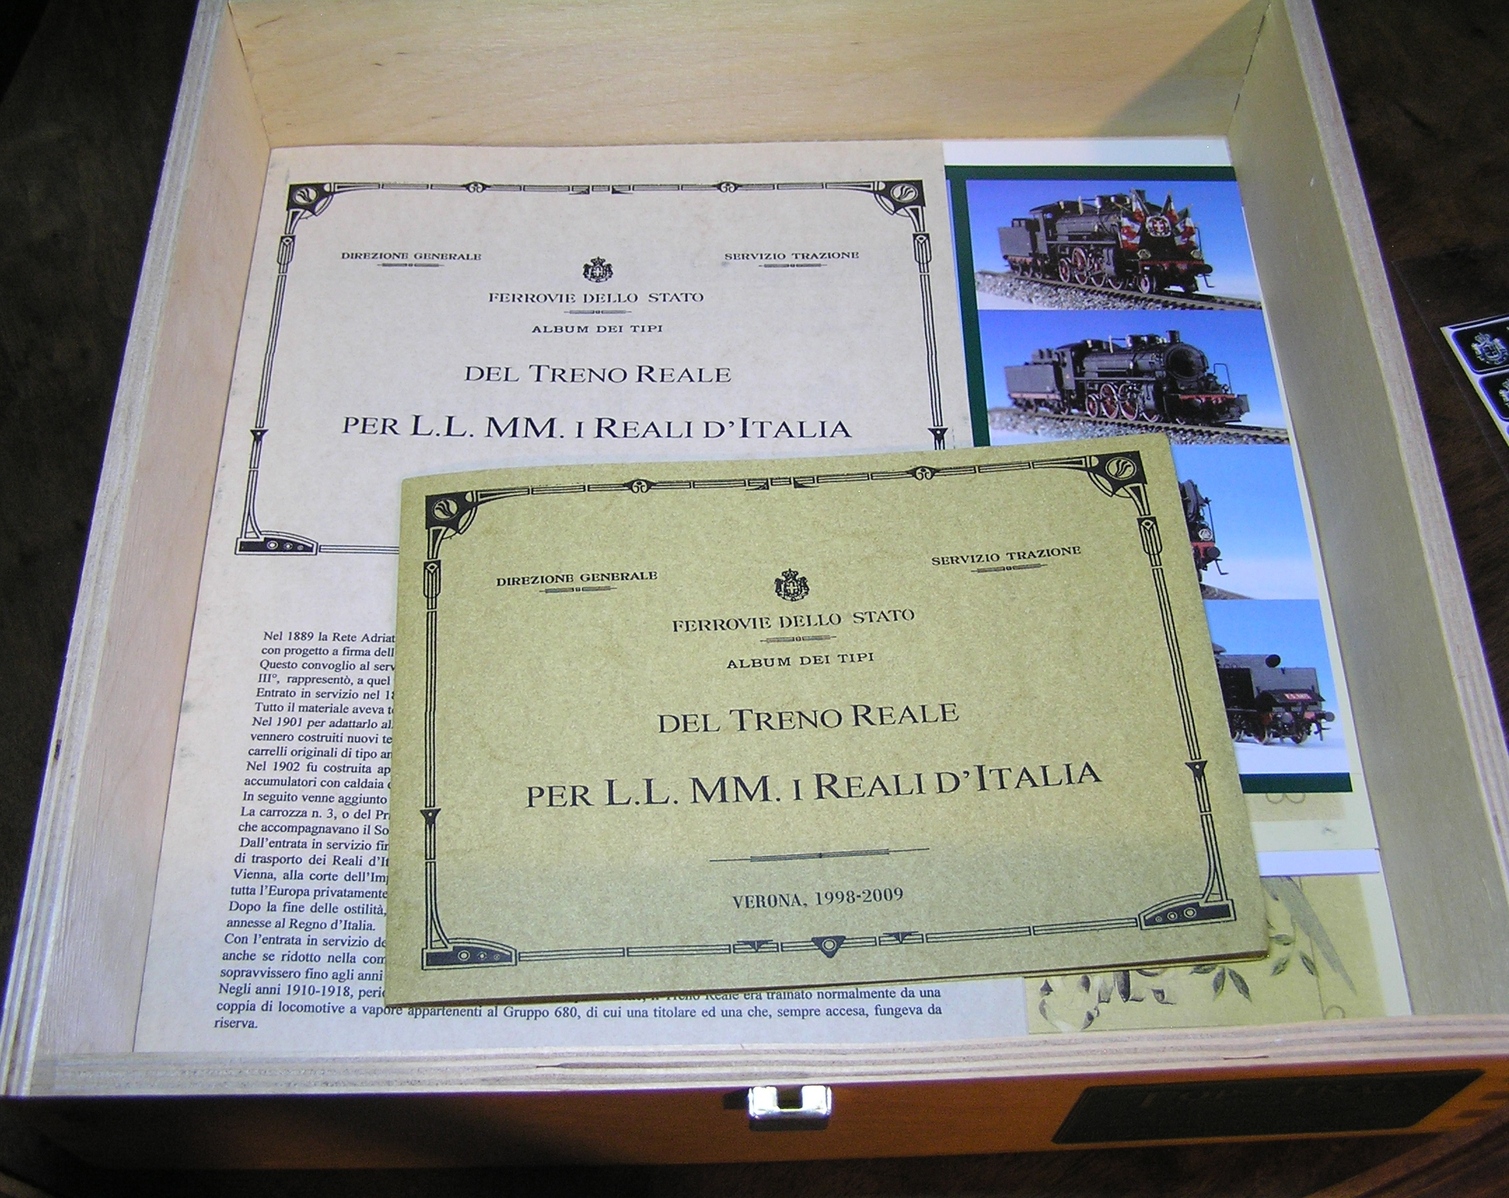 DIREZIONE GENERALE
SERVIZIO TRAZIONE
FERROVIE DELLO STATO
ALBUM DEI TIPI
DEL TRENO REALE
PER L.L. MM. I REALI D'ITALIA
DIREZIONE GENERALE
SERVIZIO TRAZIONE
FERROVIE DELLO STATO
ALBUM DEI TIPI
DEL TRENO REALE
PER L.L. MM. I REALI D'ITALIA
VERONA, 1998-2009
Nel 1889 la Rete Adriat
con progetto a firma dell
Questo convoglio al serv
III°, rappresentò, a quel
Entrato in servizio nel 18
Tutto il materiale aveva
Nel 1901 per adattarlo al
vennero costruiti nuovi te
carrelli originali di tipo
Nel 1902 fu costruita ap
accumulatori con caldaia
In seguito venne aggiunto
La carrozza n. 3, o del Pr
che accompagnavano il So
Dall'entrata in servizio fin
di trasporto dei Reali d'It
Vienna, alla corte dell'Imp
tutta l'Europa privatamente
Dopo la fine delle ostilità,
annesse al Regno d'Italia.
Con l'entrata in servizio de
anche se ridotto nella com
sopravvissero fino agli anni
Negli anni 1910-1918, il Treno Reale era trainato normalmente da una
coppia di locomotive a vapore appartenenti al Gruppo 680, di cui una titolare ed una che, sempre accesa, fungeva da
riserva.